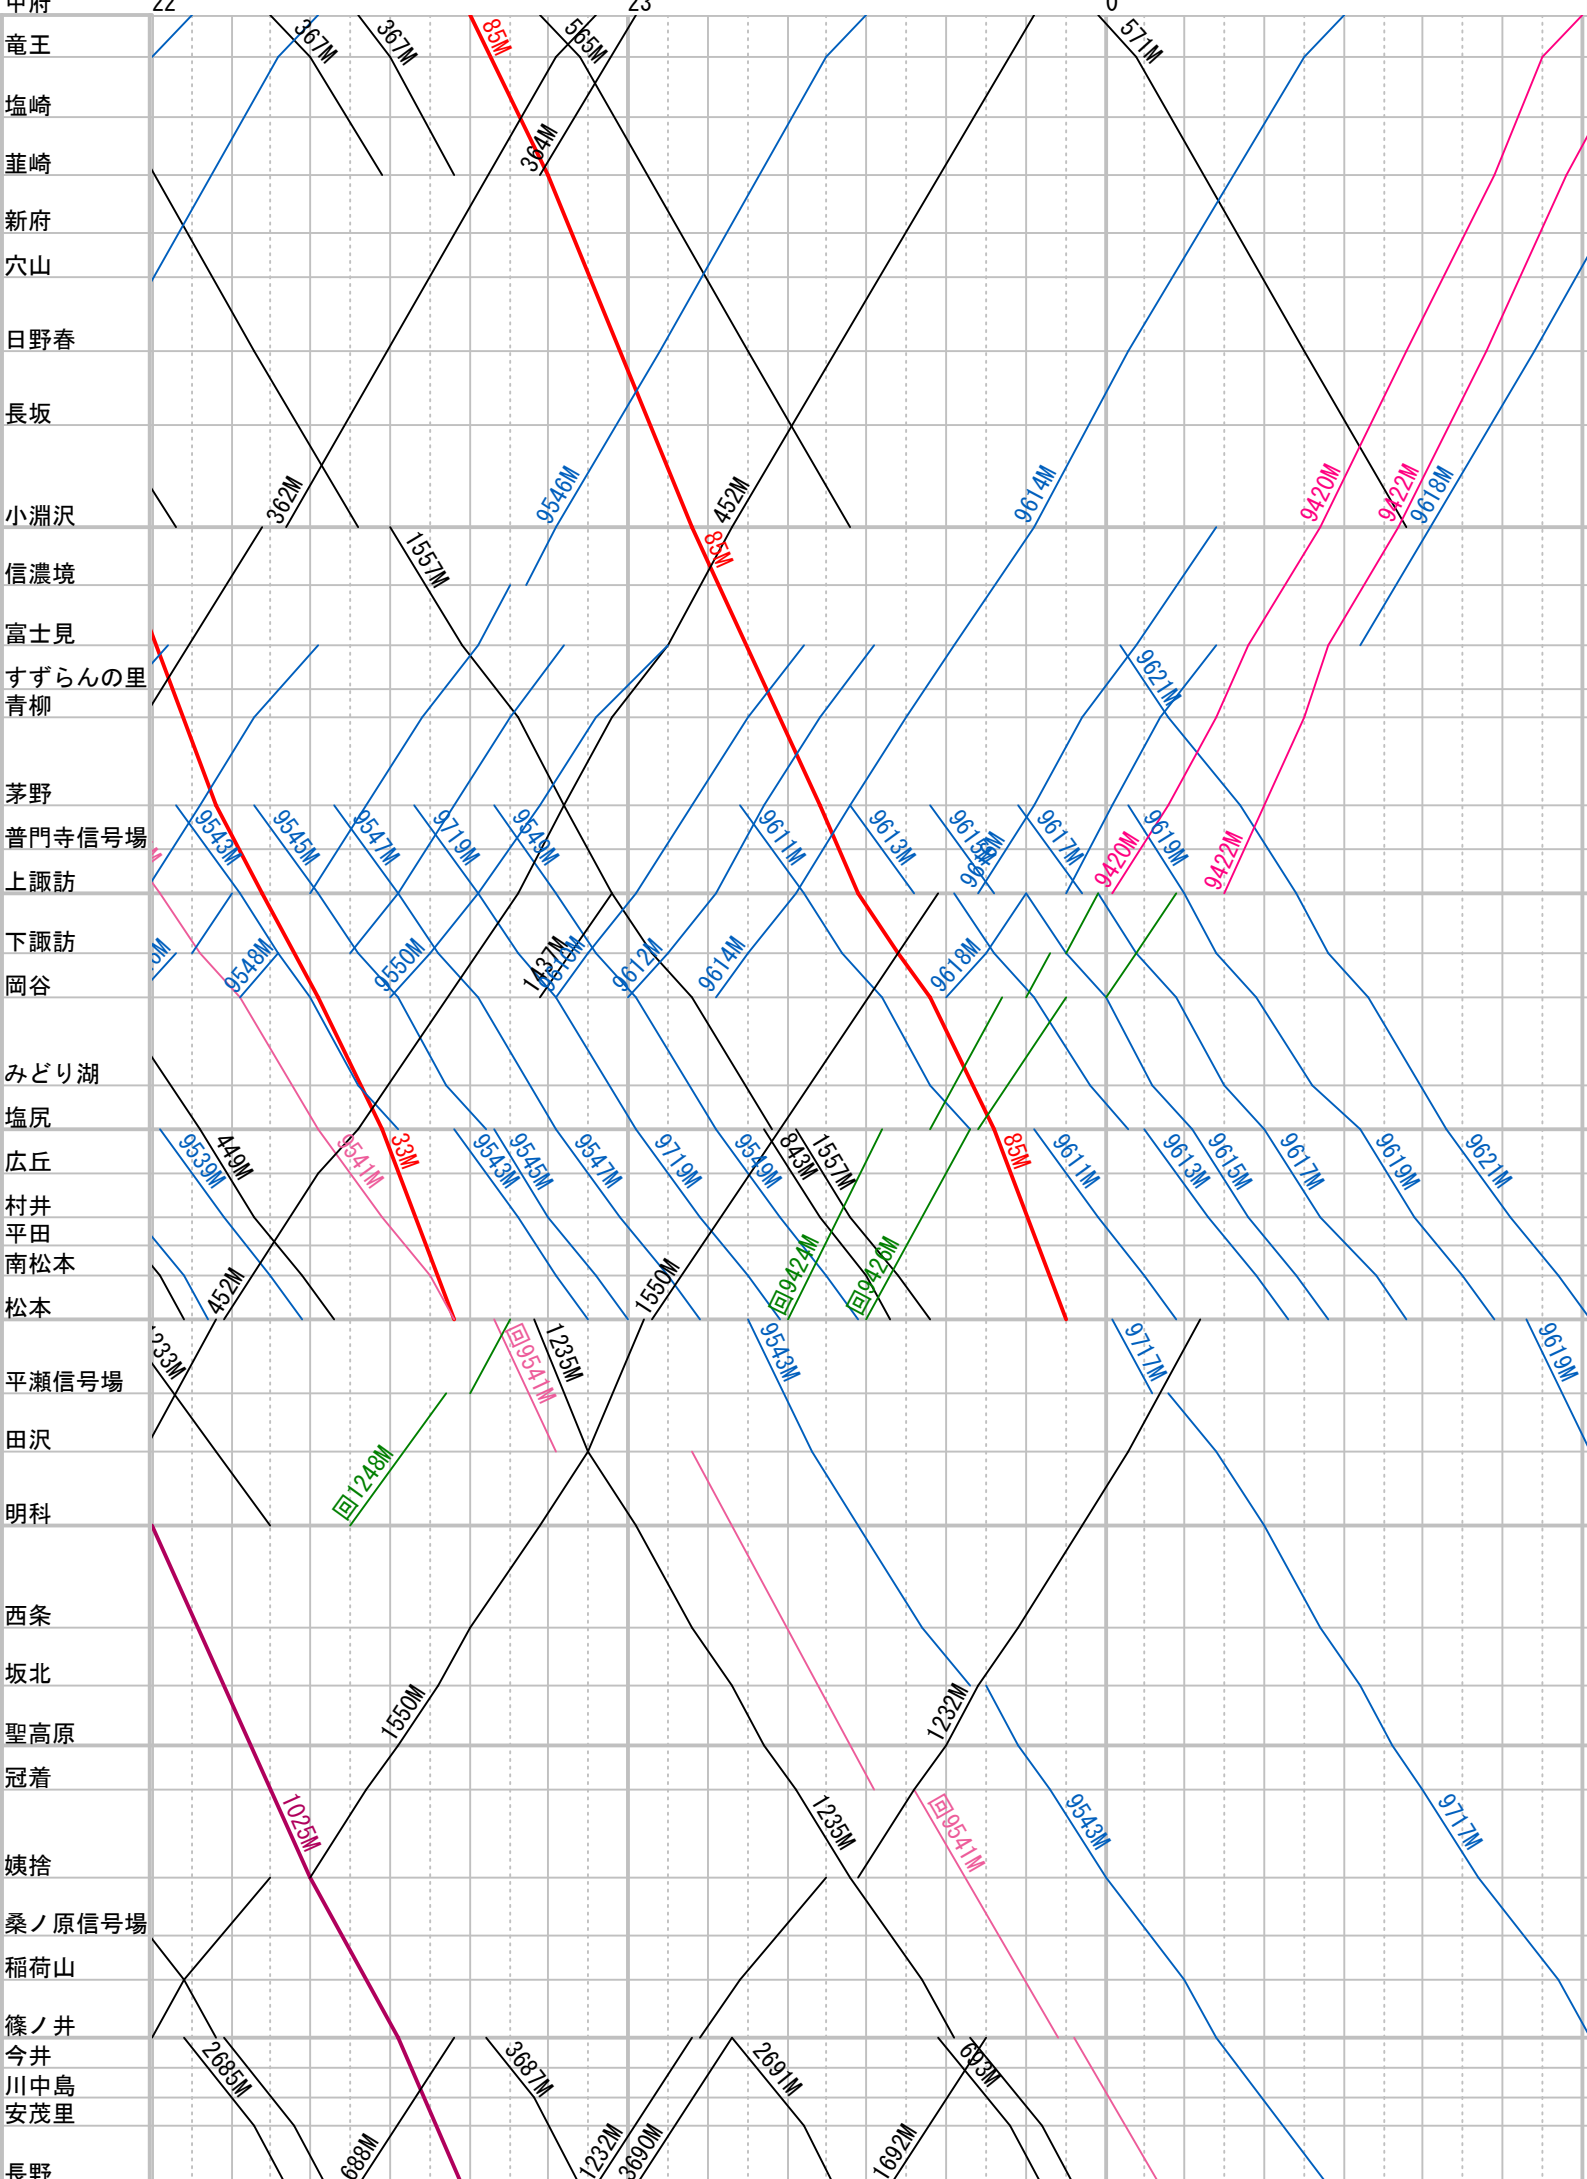 22 23 0
甲府
367M 367M 85M 565M 571M
竜王
塩崎
364M
韮崎
新府
穴山
日野春
長坂
362M 9546M 452M 9614M 9420M 9422M 9618M
小淵沢
85M
1557M
信濃境
富士見
9621M
すずらんの里
青柳
茅野
9543M 9545M 9547M 9719M 9549M 9611M 9613M 9615M 9617M 9619M
普門寺信号場
9420M 9422M
上諏訪
下諏訪
9548M 9550M 1437M 9610M 9612M 9614M 9618M
岡谷
みどり湖
塩尻
9539M 449M 9541M 33M 9543M 9545M 9547M 9719M 9549M 843M 1557M 85M 9611M 9613M 9615M 9617M 9619M 9621M
広丘
村井
平田
南松本
452M 1550M 回9424M 回9426M
松本
1233M 回9541M 1235M 9543M 9717M 9619M
平瀬信号場
田沢
回1248M
明科
西条
坂北
1550M 1232M
聖高原
冠着
1025M 1235M 回9541M 9543M 9717M
姨捨
桑ノ原信号場
稲荷山
篠ノ井
今井
2685M 3687M 2691M 693M
川中島
安茂里
688M 1232M 3690M 1692M
長野